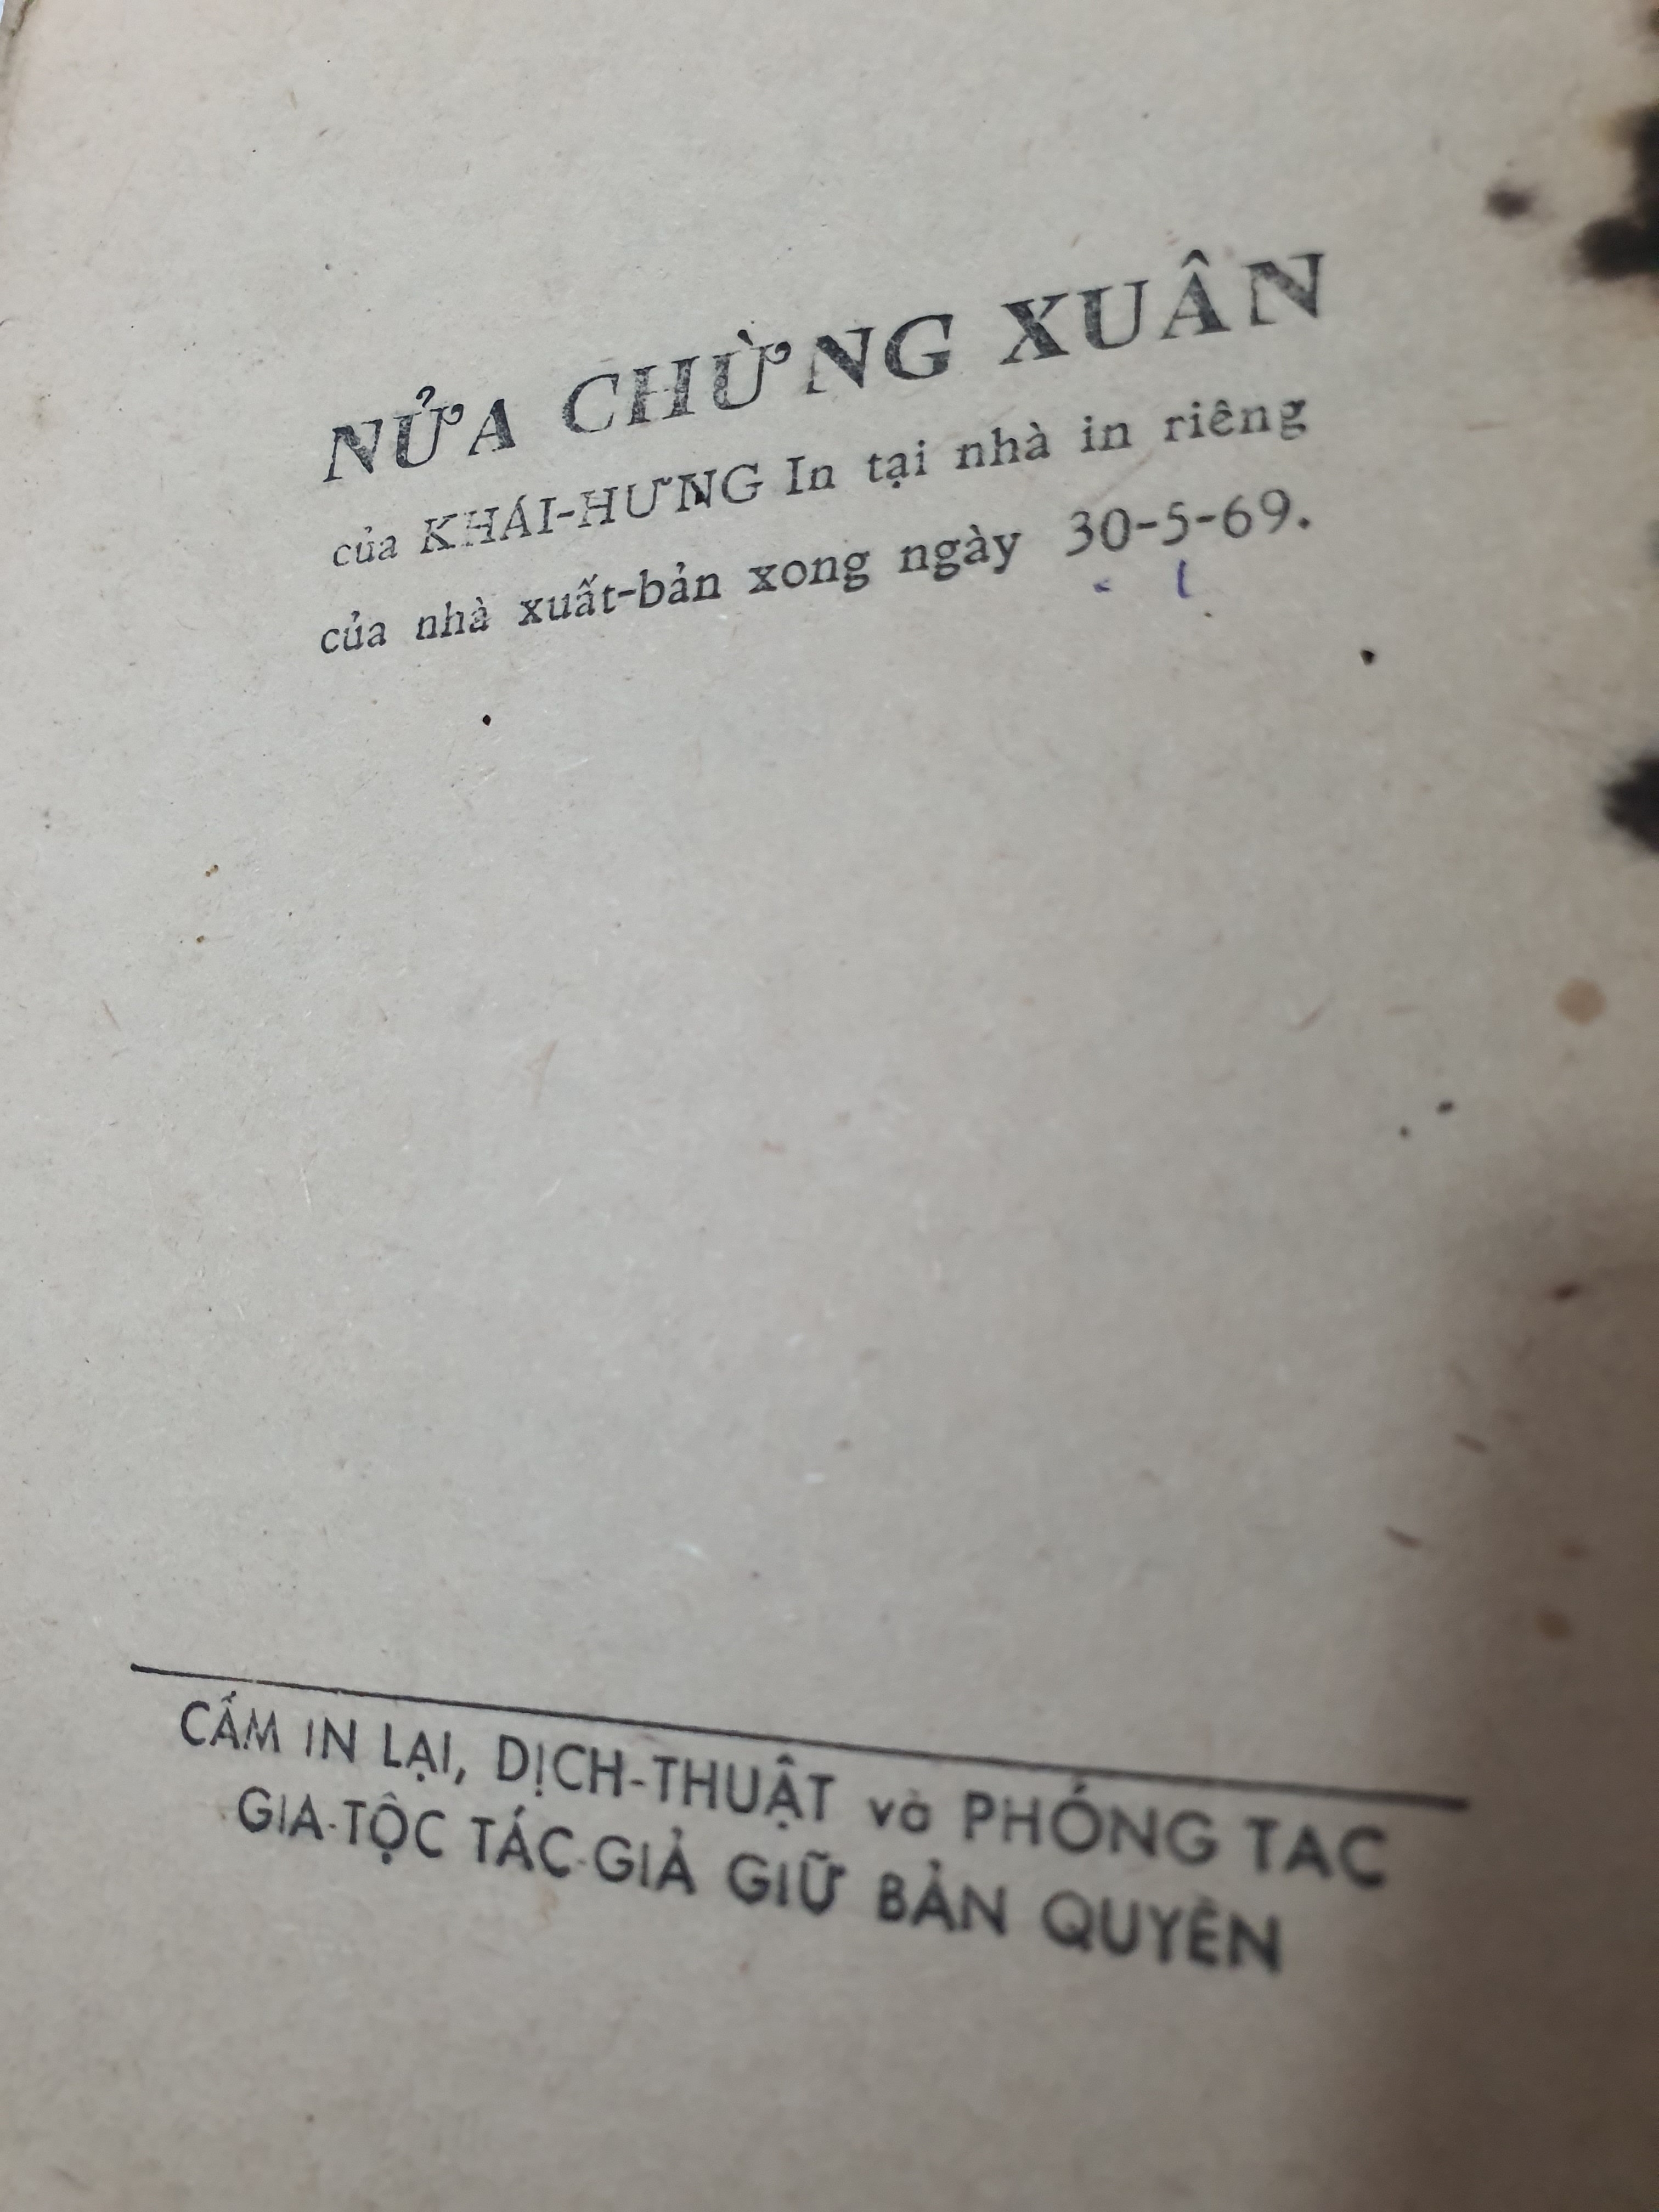 NỬA CHỪNG XUÂN
của KHÁI-HƯNG In tại nhà in riêng
của nhà xuất-bản xong ngày 30-5-69.
CẤM IN LẠI, DỊCH-THUẬT và PHÓNG TAC
GIA-TỘC TÁC-GIẢ GIỮ BẢN QUYỀN